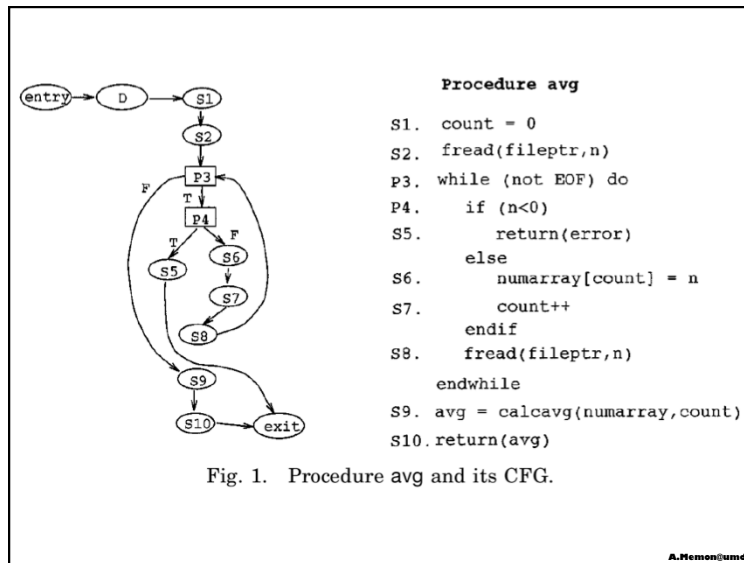 entry
D
S1
S2
F
P3
T
P4
T
F
S5
S6
S7
S8
S9
S10
exit
Procedure avg
S1. count = 0
S2. fread(fileptr,n)
P3. while (not EOF) do
P4. if (n<0)
S5. return(error)
else
S6. numarray[count] = n
S7. count++
endif
S8. fread(fileptr,n)
endwhile
S9. avg = calcavg(numarray,count)
S10. return(avg)
Fig. 1. Procedure avg and its CFG.
A.Memon@umd